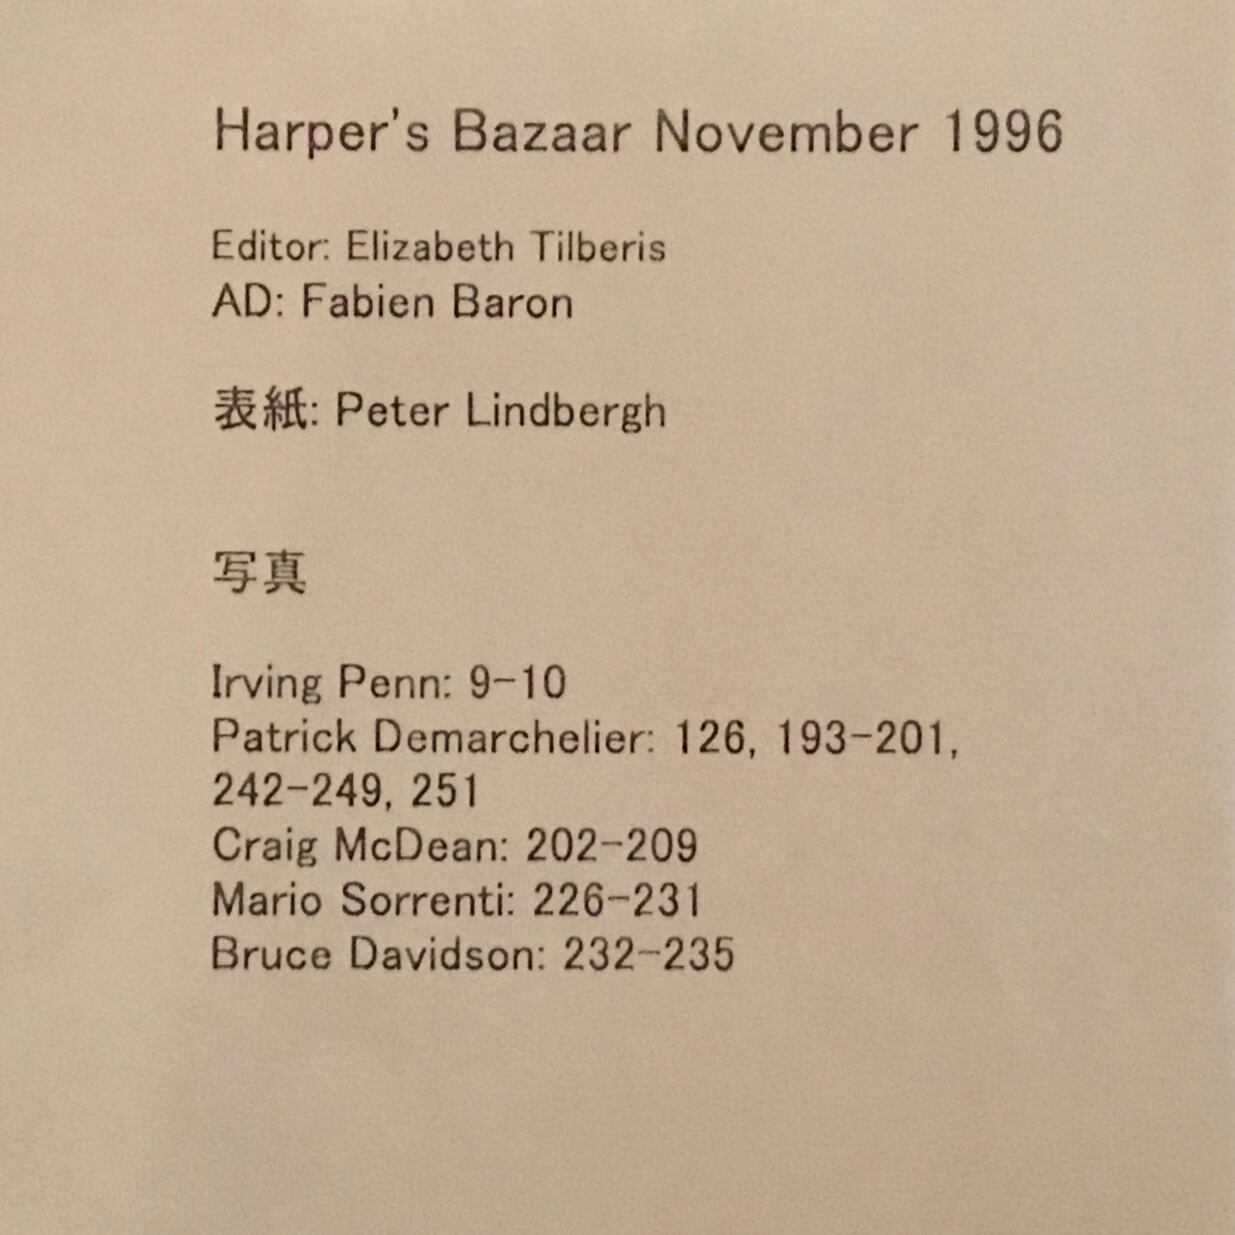 Harper's Bazaar November 1996
Editor: Elizabeth Tilberis
AD: Fabien Baron
表紙: Peter Lindbergh
写真
Irving Penn: 9-10
Patrick Demarchelier: 126, 193-201,
242-249, 251
Craig McDean: 202-209
Mario Sorrenti: 226-231
Bruce Davidson: 232-235